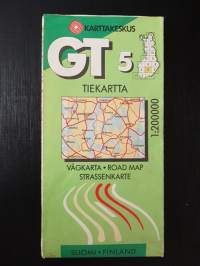 KARTTAKESKUS
GT 5
TIEKARTTA
1:200000
VÄGKARTA • ROAD MAP
STRASSENKARTE
SUOMI • FINLAND